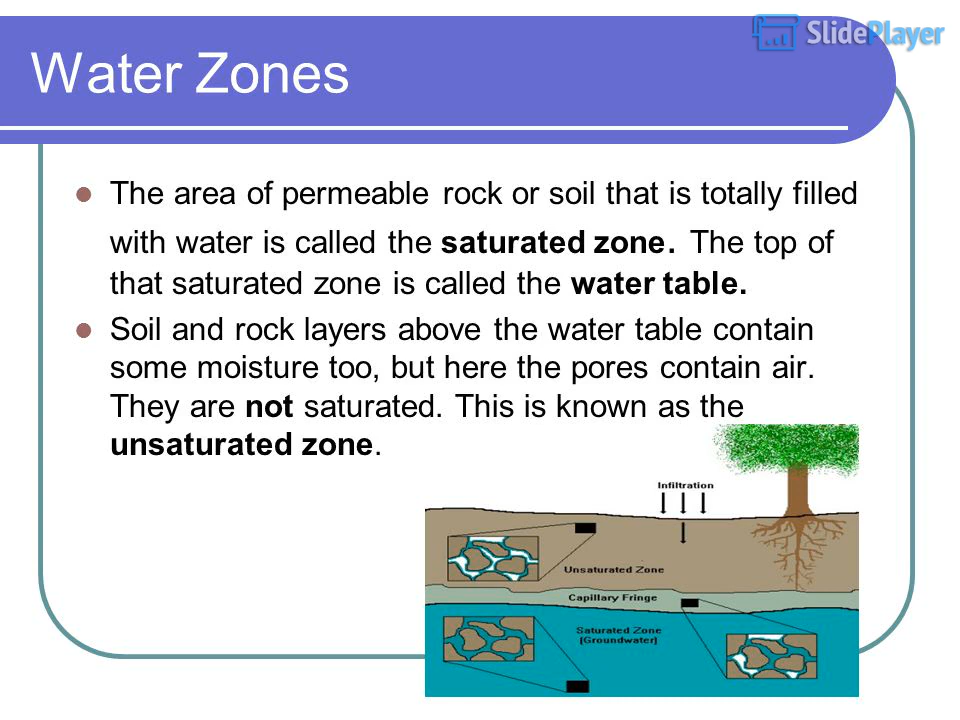 SlidePlayer
Water Zones
The area of permeable rock or soil that is totally filled
with water is called the saturated zone. The top of
that saturated zone is called the water table.
Soil and rock layers above the water table contain
some moisture too, but here the pores contain air.
They are not saturated. This is known as the
unsaturated zone.
Infiltration
Unsaturated Zone
Capillary Fringe
Saturated Zone
(Groundwater)